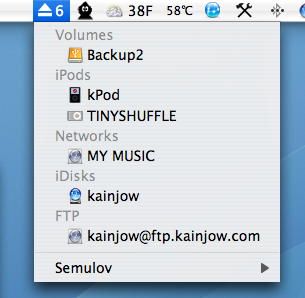 6 38F 58°C
Volumes
Backup2
iPods
kPod
TINYSHUFFLE
Networks
MY MUSIC
iDisks
kainjow
FTP
kainjow@ftp.kainjow.com
Semulov